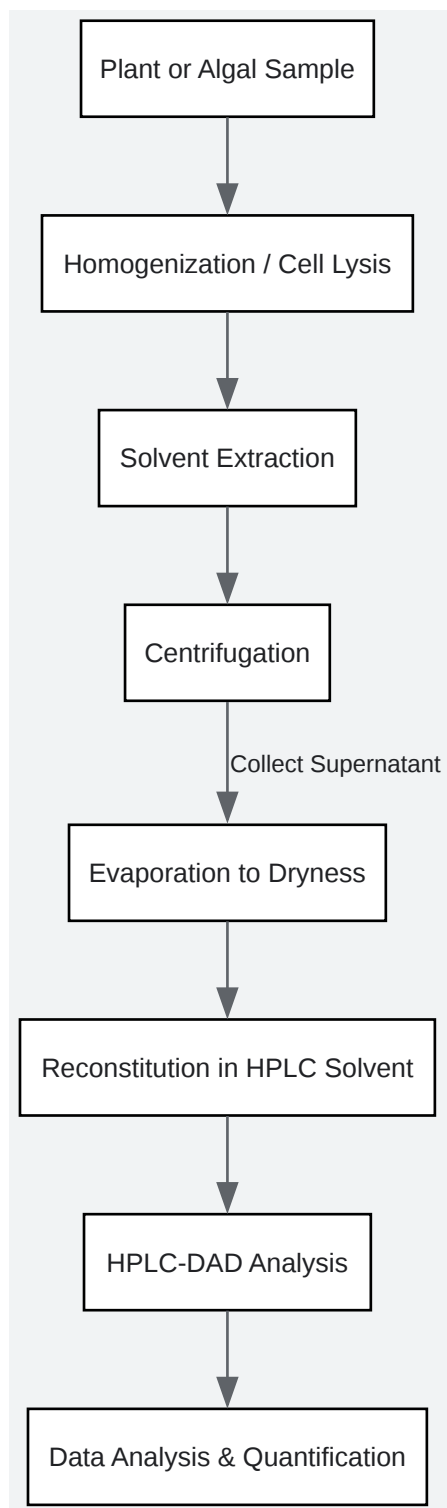 Plant or Algal Sample
Homogenization / Cell Lysis
Solvent Extraction
Centrifugation
Collect Supernatant
Evaporation to Dryness
Reconstitution in HPLC Solvent
HPLC-DAD Analysis
Data Analysis & Quantification